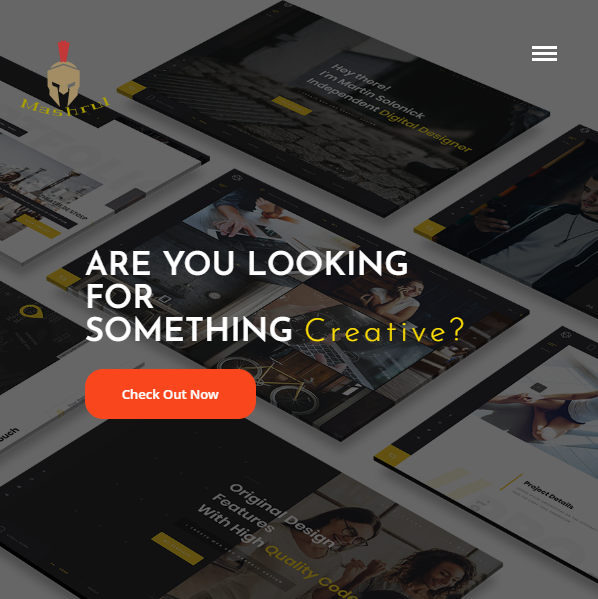 Mashrul
Hey there!
I'm Martin Solonick
Independent Digital Designer
ARE YOU LOOKING
FOR
SOMETHING Creative?
Check Out Now
Project Details
Original Design
Features
With High Quality Code